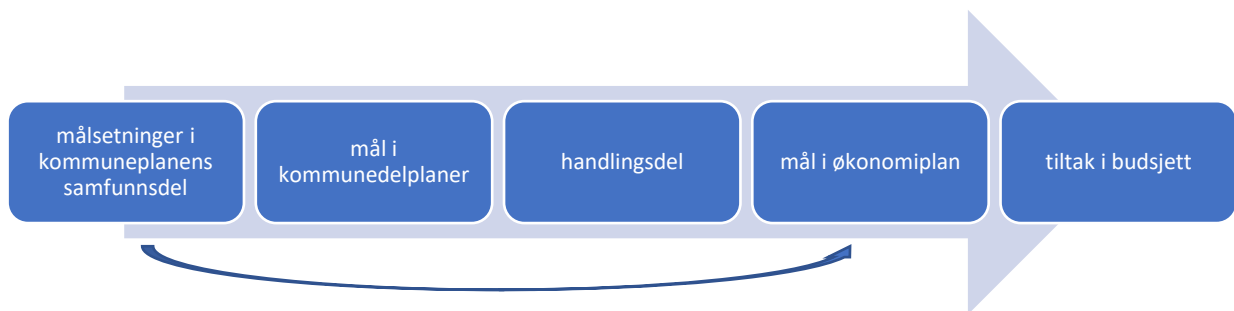 målsetninger i
kommuneplanens
samfunnsdel
mål i
kommunedelplaner
handlingsdel
mål i økonomiplan
tiltak i budsjett